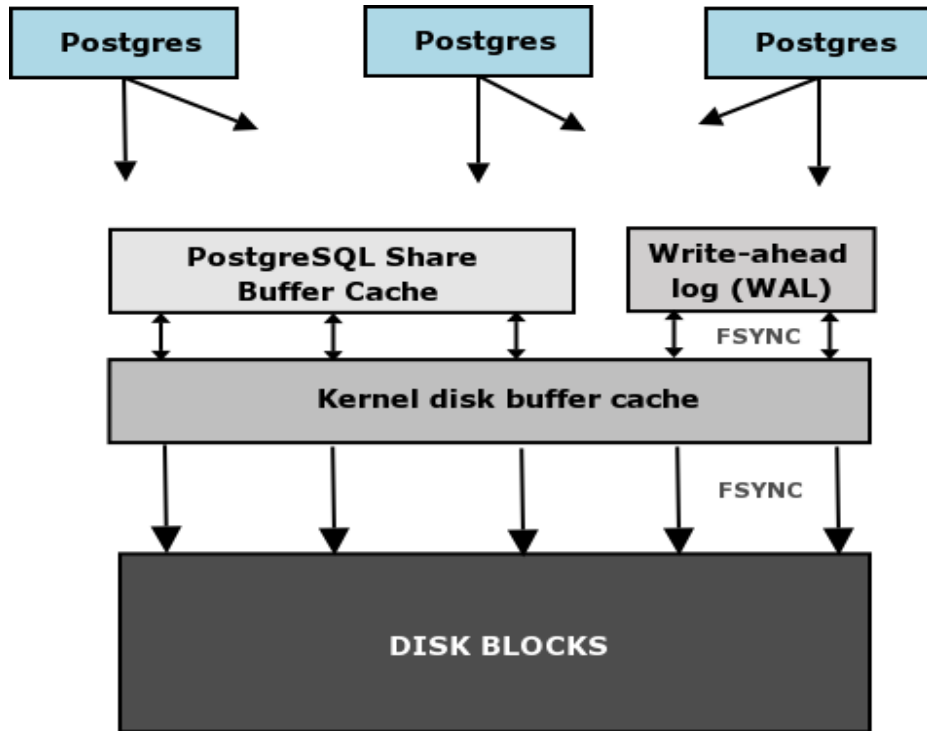 Postgres
Postgres
Postgres
PostgreSQL Share
Buffer Cache
Write-ahead
log (WAL)
FSYNC
Kernel disk buffer cache
FSYNC
DISK BLOCKS